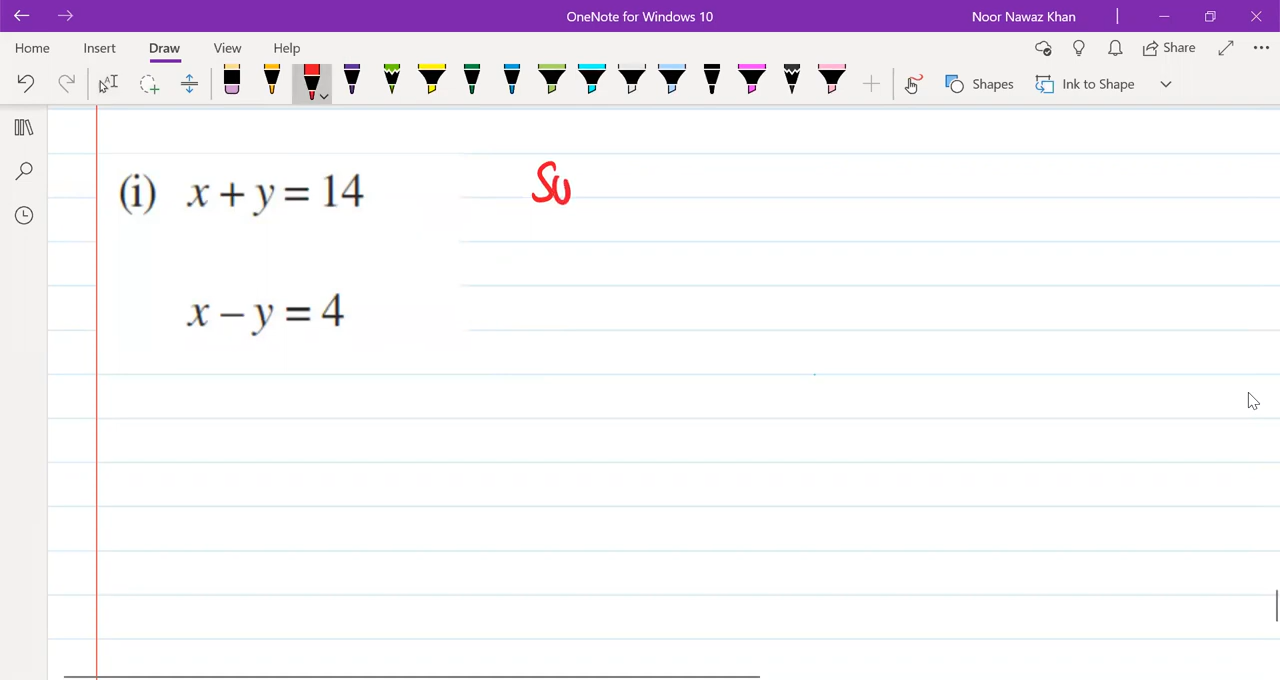 OneNote for Windows 10
Noor Nawaz Khan
Home Insert Draw View Help
Share
Shapes
Ink to Shape
(i) x + y = 14
Su
x – y = 4